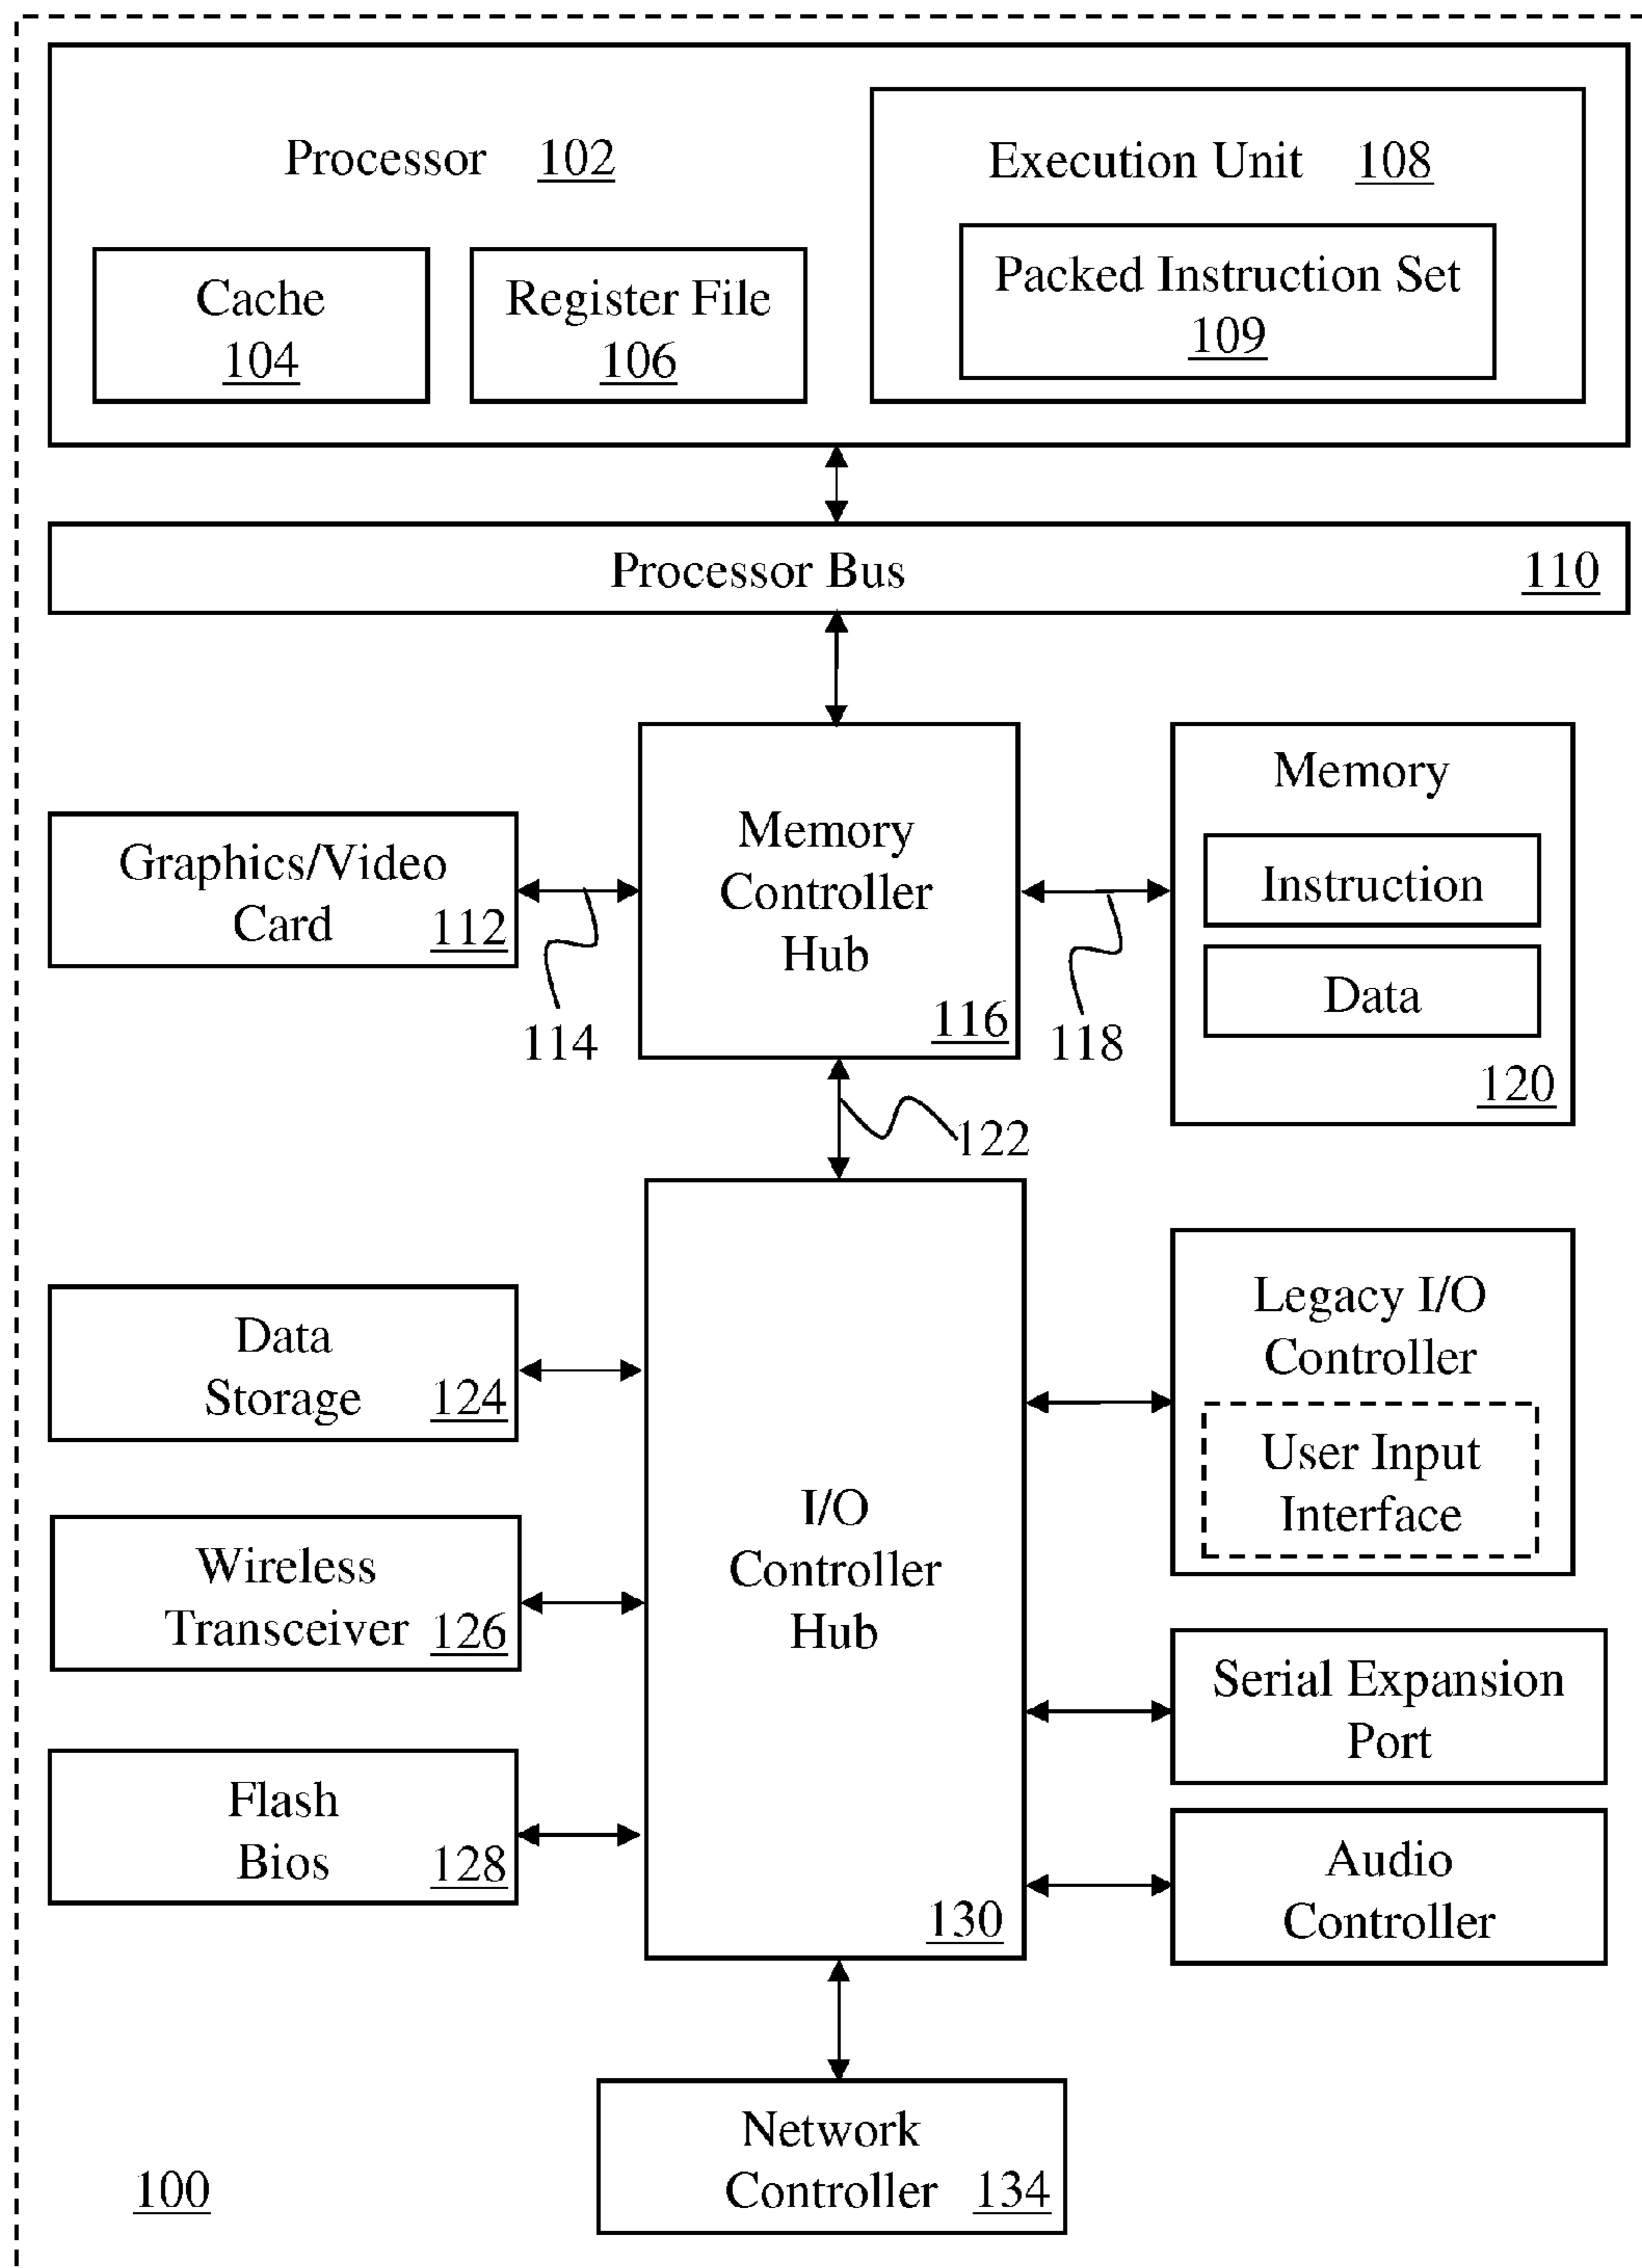 Processor 102
Execution Unit 108
Cache
104
Register File
106
Packed Instruction Set
109
Processor Bus 110
Graphics/Video
Card 112
114
Memory
Controller
Hub
116
118
Memory
Instruction
Data
120
122
Data
Storage 124
Wireless
Transceiver 126
Flash
Bios 128
I/O
Controller
Hub
130
Legacy I/O
Controller
User Input
Interface
Serial Expansion
Port
Audio
Controller
Network
Controller 134
100